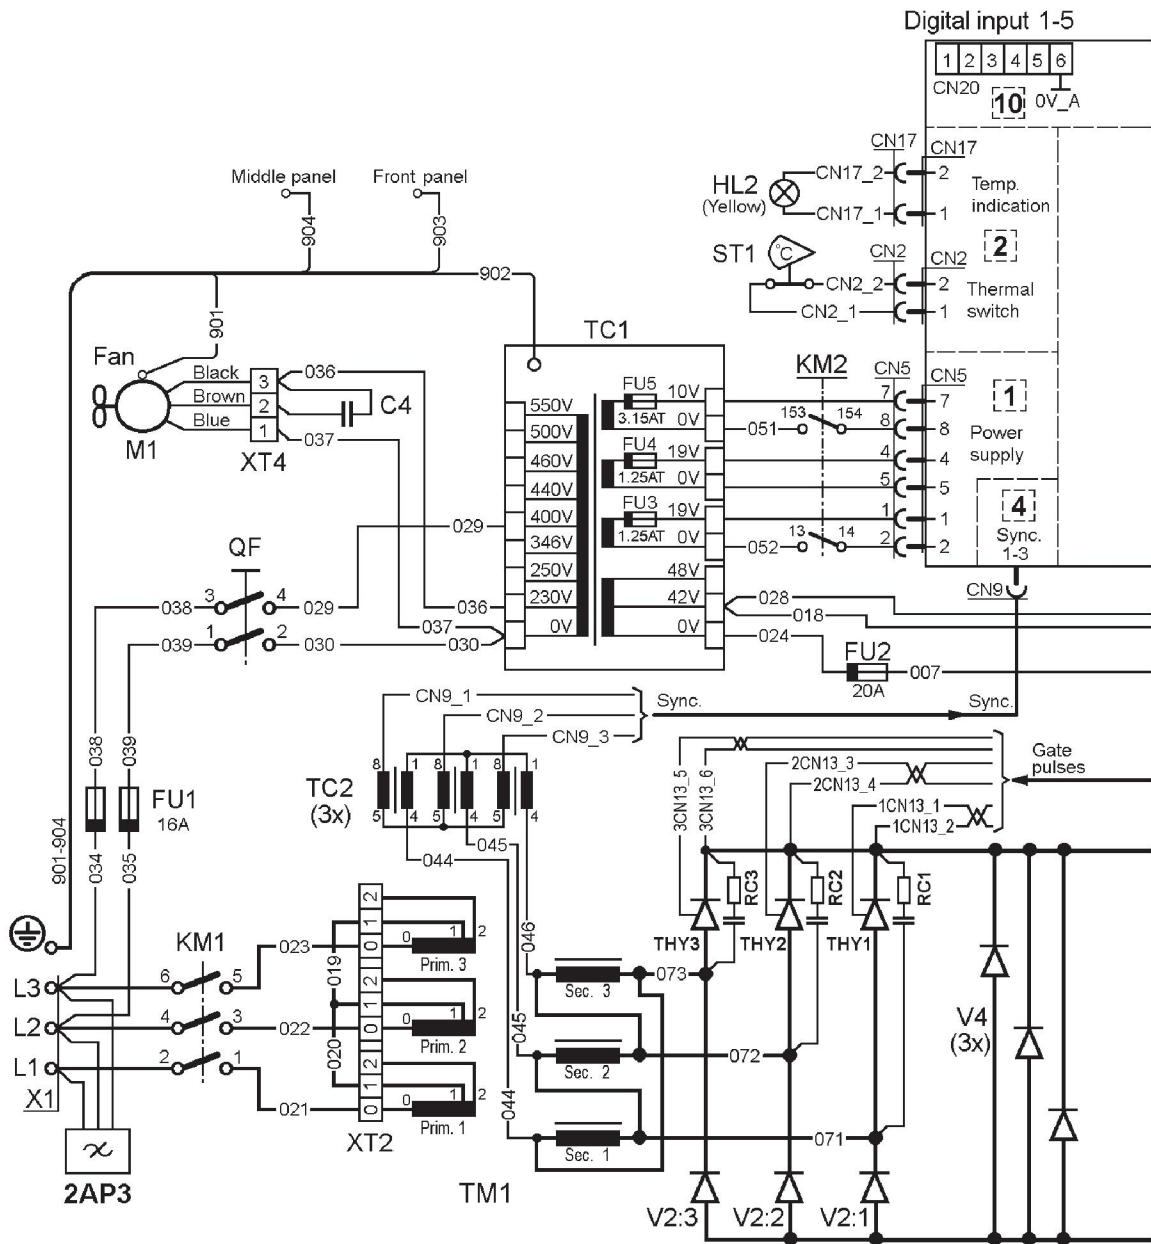 Digital input 1-5
1 2 3 4 5 6
CN20
10
0V_A
CN17
CN17
CN17_2
2
HL2
(Yellow)
CN17_1
1
Temp.
indication
2
Middle panel
Front panel
904
903
902
901
ST1
°C
CN2
CN2
CN2_2
2
CN2_1
1
Thermal
switch
TC1
Fan
M1
Black
Brown
Blue
3
2
1
XT4
036
C4
037
550V
500V
460V
440V
400V
346V
250V
230V
0V
FU5
3.15AT
10V
0V
FU4
1.25AT
19V
0V
FU3
1.25AT
19V
0V
48V
42V
0V
KM2
153
154
051
13
14
052
CN5
CN5
7
7
8
8
4
4
5
5
1
1
2
2
1
Power
supply
4
Sync.
1-3
CN9
029
QF
038
3
4
029
036
037
039
1
2
030
030
028
018
024
FU2
20A
007
CN9_1
CN9_2
CN9_3
Sync.
Sync.
TC2
(3x)
8 1 8 1 8 1
5 4 5 4 5 4
045
044
038
039
FU1
16A
901-904
034
035
3CN13_5
3CN13_6
2CN13_3
2CN13_4
1CN13_1
1CN13_2
Gate
pulses
RC3
RC2
RC1
THY3
THY2
THY1
KM1
L3
6
5
023
L2
4
3
022
L1
2
1
021
X1
2AP3
2
1
0
2
1
0
2
1
0
XT2
019
020
0
1
2
Prim. 3
0
1
2
Prim. 2
0
1
2
Prim. 1
046
045
044
Sec. 3
073
Sec. 2
072
Sec. 1
071
TM1
V4
(3x)
V2:3
V2:2
V2:1